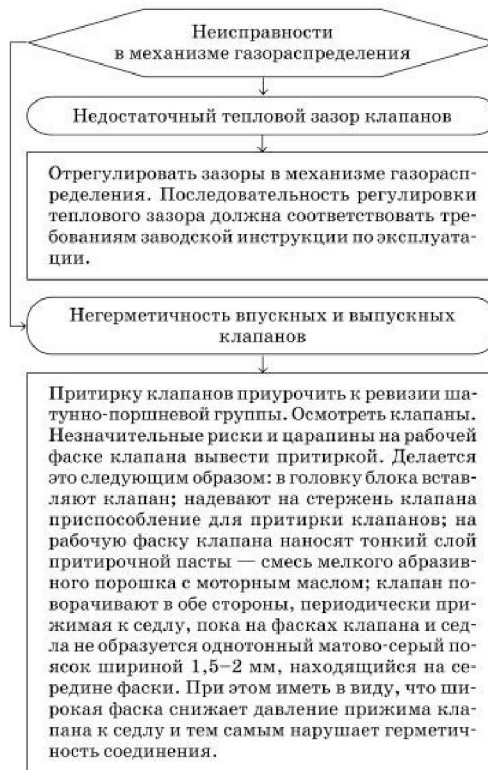 Неисправности
в механизме газораспределения
Недостаточный тепловой зазор клапанов
Отрегулировать зазоры в механизме газорасп-
ределения. Последовательность регулировки
теплового зазора должна соответствовать тре-
бованиям заводской инструкции по эксплуата-
ции.
Негерметичность впускных и выпускных
клапанов
Притирку клапанов приурочить к ревизии ша-
тунно-поршневой группы. Осмотреть клапаны.
Незначительные риски и царапины на рабочей
фаске клапана вывести притиркой. Делается
это следующим образом: в головку блока встав-
ляют клапан; надевают на стержень клапана
приспособление для притирки клапанов; на
рабочую фаску клапана наносят тонкий слой
притирочной пасты — смесь мелкого абразив-
ного порошка с моторным маслом; клапан по-
ворачивают в обе стороны, периодически при-
жимая к седлу, пока на фасках клапана и сед-
ла не образуется однотонный матово-серый по-
ясок шириной 1,5–2 мм, находящийся на се-
редине фаски. При этом иметь в виду, что ши-
рокая фаска снижает давление прижима кла-
пана к седлу и тем самым нарушает герметич-
ность соединения.